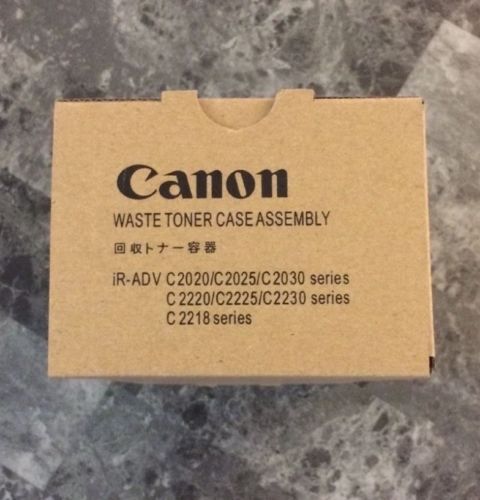 Canon
WASTE TONER CASE ASSEMBLY
回収トナー容器
iR-ADV C2020/C2025/C2030 series
C2220/C2225/C2230 series
C2218 series